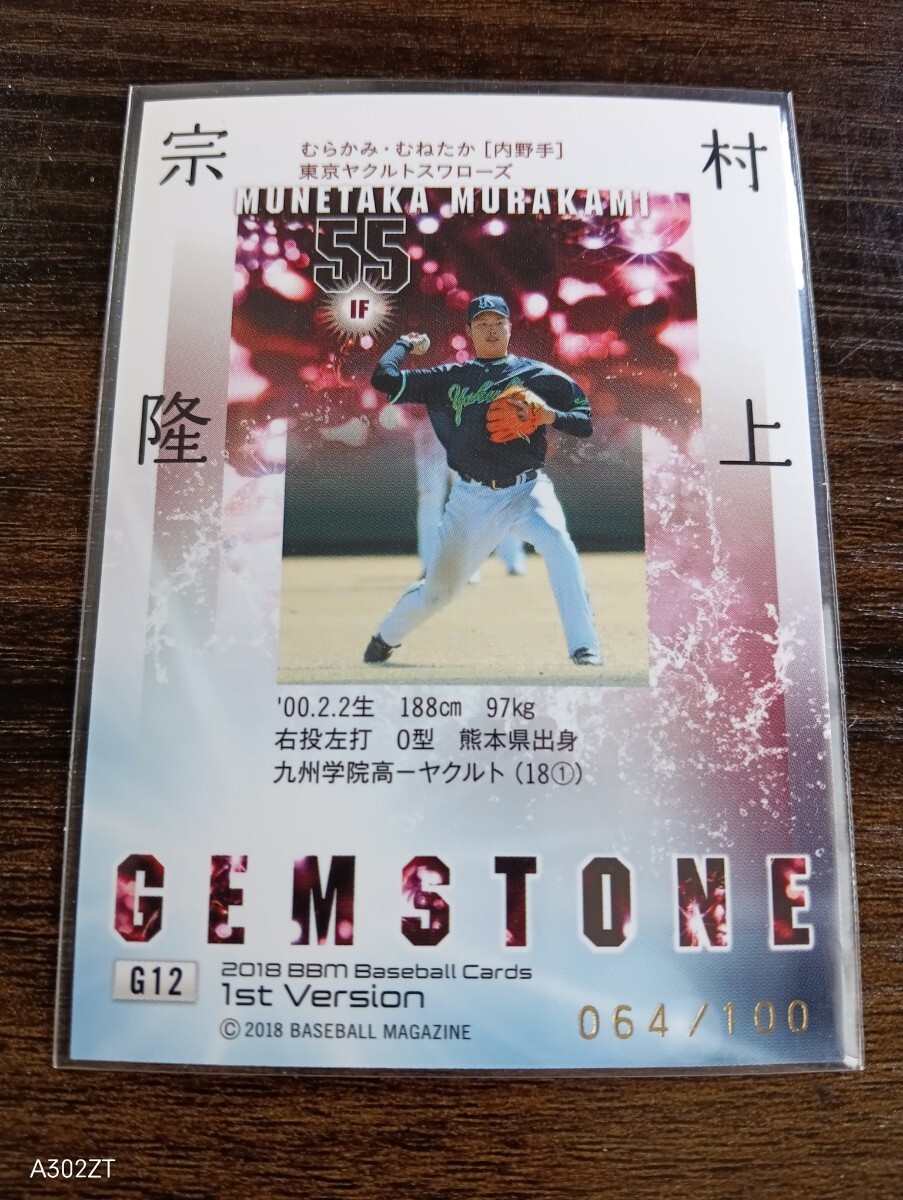 村上
宗隆
むらかみ・むねたか［内野手］
東京ヤクルトスワローズ
MUNETAKA MURAKAMI
55
IF
YS
Yakult
'00.2.2生 188cm 97kg
右投左打 O型 熊本県出身
九州学院高ーヤクルト（18①）
GEMSTONE
G12
2018 BBM Baseball Cards
1st Version
©2018 BASEBALL MAGAZINE
064/100
A302ZT